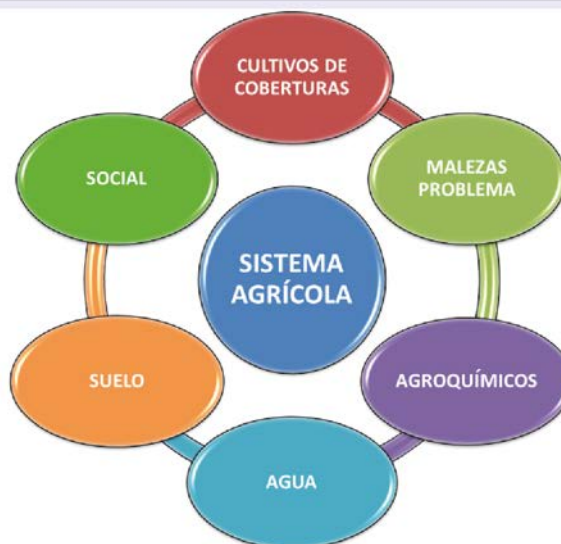 CULTIVOS DE
COBERTURAS
MALEZAS
PROBLEMA
AGROQUÍMICOS
AGUA
SUELO
SOCIAL
SISTEMA
AGRÍCOLA